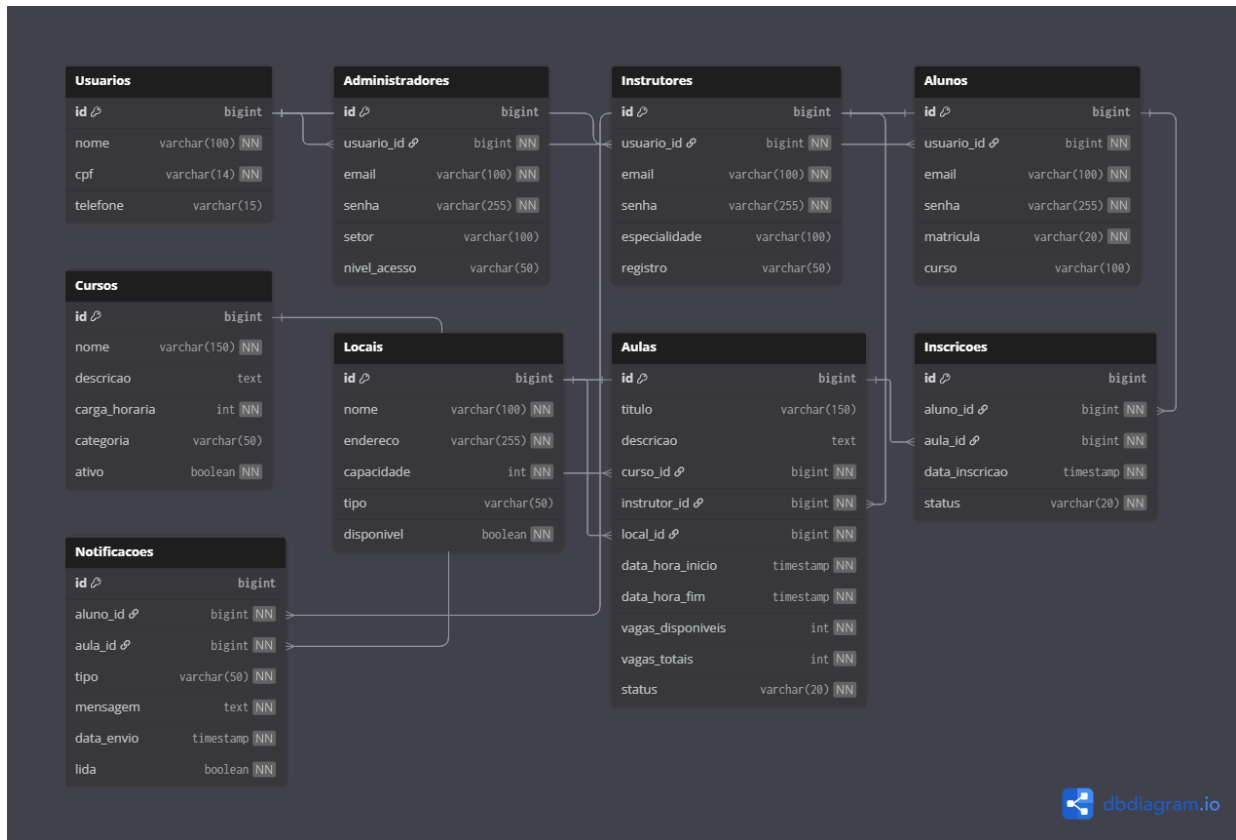 Usuarios
id bigint
nome varchar(100) NN
cpf varchar(14) NN
telefone varchar(15)
Administradores
id bigint
usuario_id bigint NN
email varchar(100) NN
senha varchar(255) NN
setor varchar(100)
nivel_acesso varchar(50)
Instrutores
id bigint
usuario_id bigint NN
email varchar(100) NN
senha varchar(255) NN
especialidade varchar(100)
registro varchar(50)
Alunos
id bigint
usuario_id bigint NN
email varchar(100) NN
senha varchar(255) NN
matricula varchar(20) NN
curso varchar(100)
Cursos
id bigint
nome varchar(150) NN
descricao text
carga_horaria int NN
categoria varchar(50)
ativo boolean NN
Locais
id bigint
nome varchar(100) NN
endereco varchar(255) NN
capacidade int NN
tipo varchar(50)
disponivel boolean NN
Aulas
id bigint
titulo varchar(150)
descricao text
curso_id bigint NN
instrutor_id bigint NN
local_id bigint NN
data_hora_inicio timestamp NN
data_hora_fim timestamp NN
vagas_disponiveis int NN
vagas_totais int NN
status varchar(20) NN
Inscricoes
id bigint
aluno_id bigint NN
aula_id bigint NN
data_inscricao timestamp NN
status varchar(20) NN
Notificacoes
id bigint
aluno_id bigint NN
aula_id bigint NN
tipo varchar(50) NN
mensagem text NN
data_envio timestamp NN
lida boolean NN
dbdiagram.io